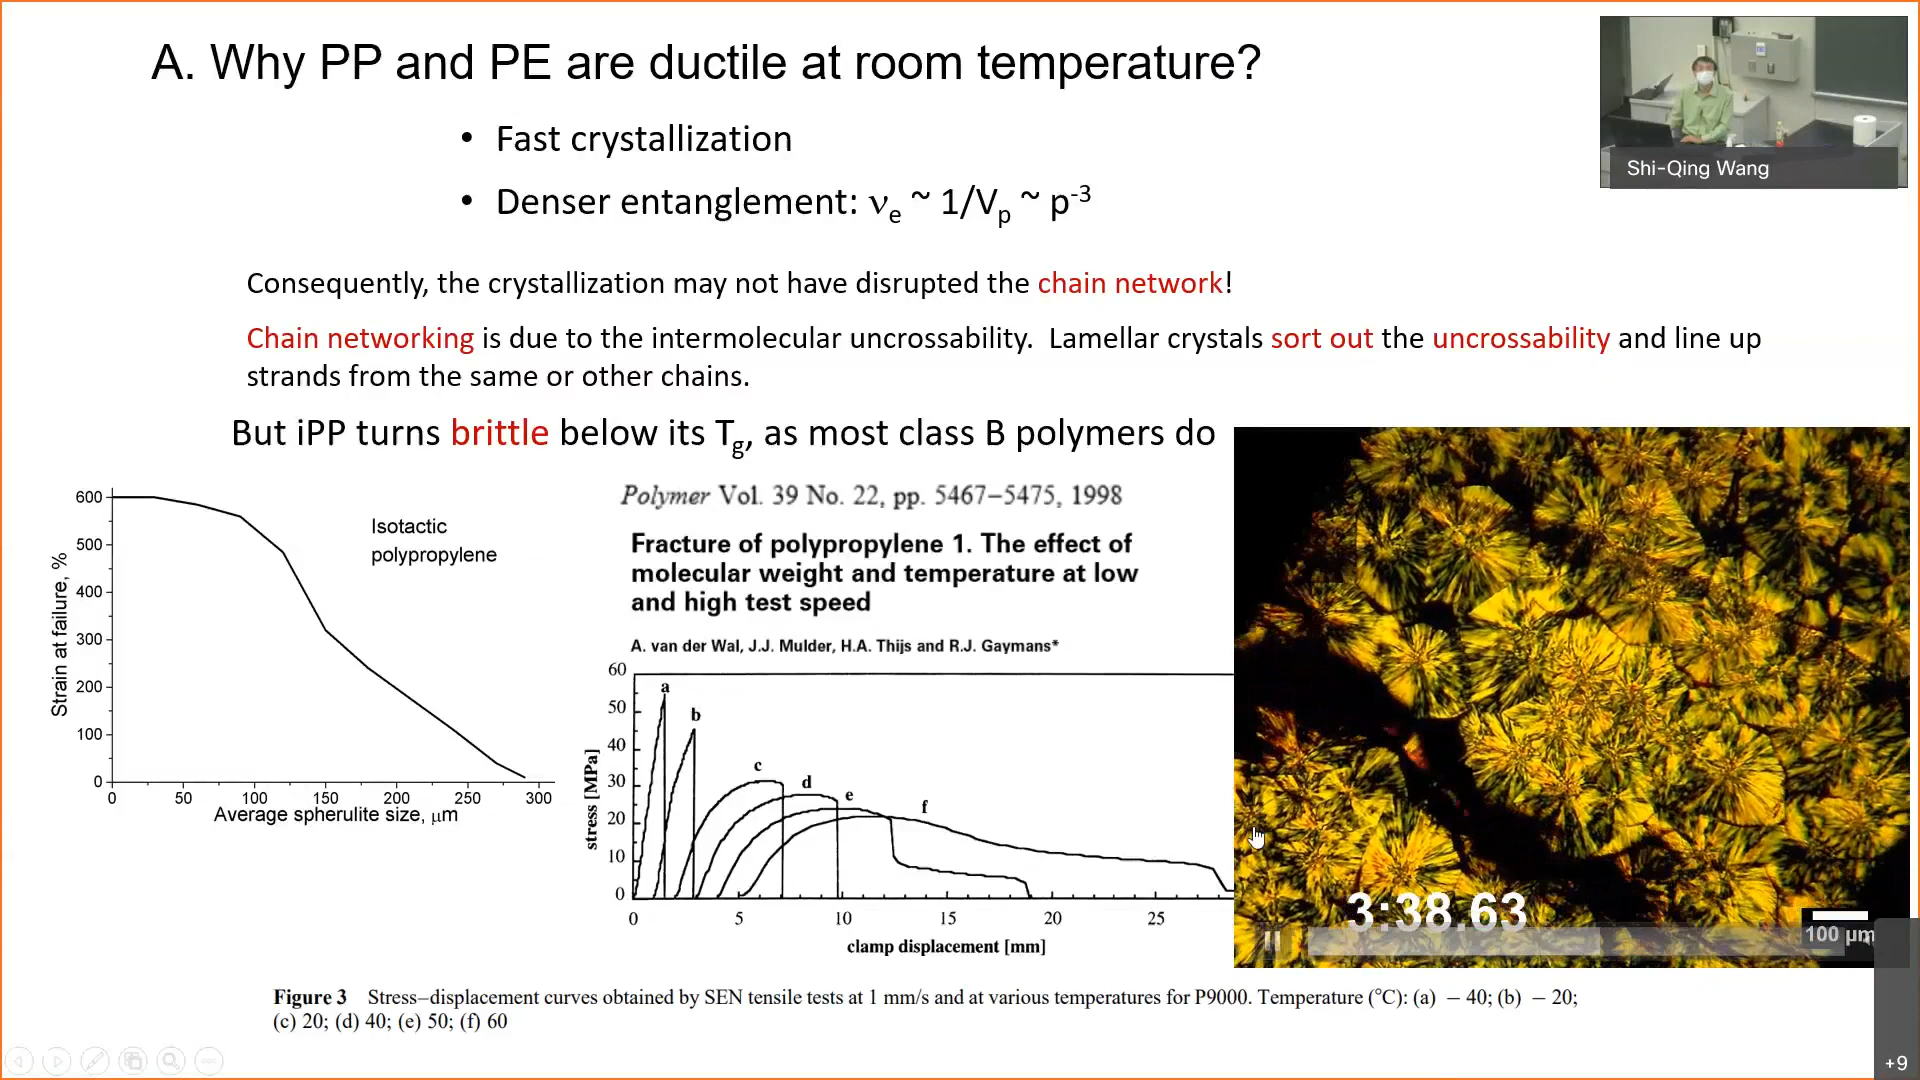 A. Why PP and PE are ductile at room temperature?
Shi-Qing Wang
• Fast crystallization
• Denser entanglement: νe ~ 1/Vp ~ p-3
Consequently, the crystallization may not have disrupted the chain network!
Chain networking is due to the intermolecular uncrossability. Lamellar crystals sort out the uncrossability and line up
strands from the same or other chains.
But iPP turns brittle below its Tg, as most class B polymers do
600
500
400
300
200
100
0
Strain at failure, %
Isotactic
polypropylene
0 50 100 150 200 250 300
Average spherulite size, μm
Polymer Vol. 39 No. 22, pp. 5467–5475, 1998
Fracture of polypropylene 1. The effect of
molecular weight and temperature at low
and high test speed
A. van der Wal, J.J. Mulder, H.A. Thijs and R.J. Gaymans*
60
50
40
30
20
10
0
stress [MPa]
a
b
c
d
e
f
0 5 10 15 20 25
clamp displacement [mm]
3:38.63
100 μm
Figure 3 Stress–displacement curves obtained by SEN tensile tests at 1 mm/s and at various temperatures for P9000. Temperature (°C): (a) − 40; (b) − 20;
(c) 20; (d) 40; (e) 50; (f) 60
+9